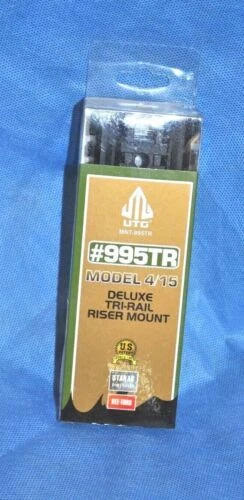 UTG
MNT-995TR
#995TR
MODEL 4/15
DELUXE
TRI-RAIL
RISER MOUNT
U.S.